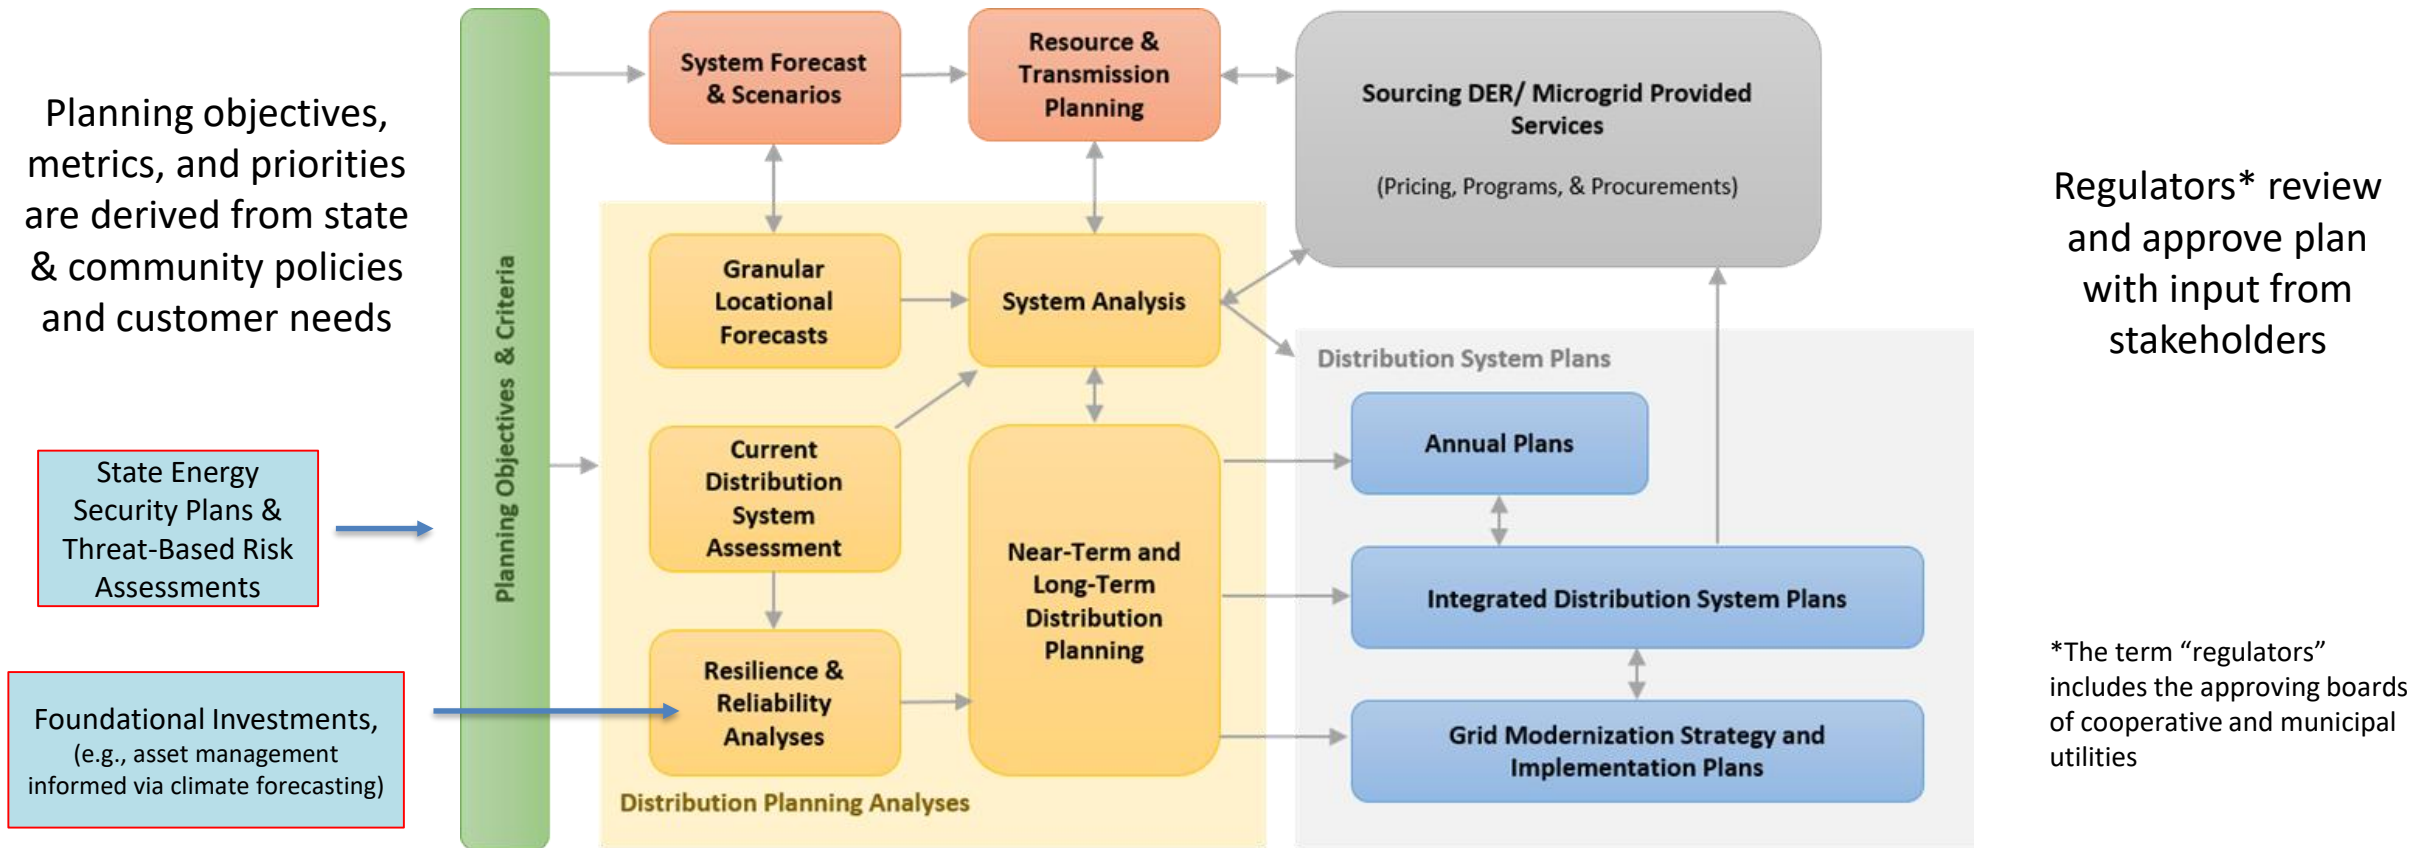 Planning objectives,
metrics, and priorities
are derived from state
& community policies
and customer needs
State Energy
Security Plans &
Threat-Based Risk
Assessments
Foundational Investments,
(e.g., asset management
informed via climate forecasting)
Planning Objectives & Criteria
System Forecast
& Scenarios
Resource &
Transmission
Planning
Sourcing DER/ Microgrid Provided
Services
(Pricing, Programs, & Procurements)
Granular
Locational
Forecasts
System Analysis
Current
Distribution
System
Assessment
Near-Term and
Long-Term
Distribution
Planning
Resilience &
Reliability
Analyses
Distribution Planning Analyses
Distribution System Plans
Annual Plans
Integrated Distribution System Plans
Grid Modernization Strategy and
Implementation Plans
Regulators* review
and approve plan
with input from
stakeholders
*The term “regulators”
includes the approving boards
of cooperative and municipal
utilities